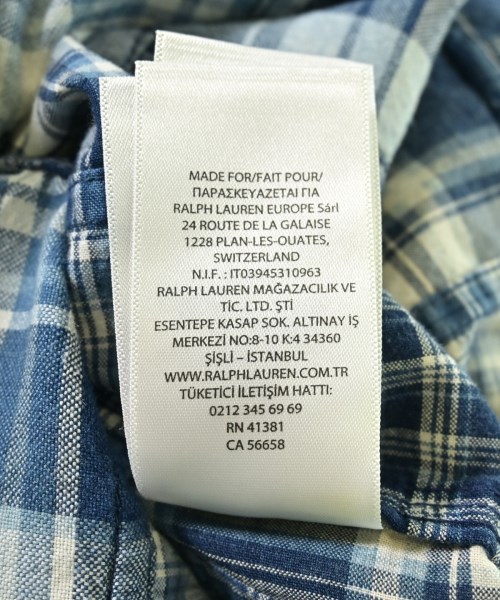 MADE FOR/FAIT POUR/
ΠΑΡΑΣΚΕΥΑΖΕΤΑΙ ΓΙΑ
RALPH LAUREN EUROPE Sárl
24 ROUTE DE LA GALAISE
1228 PLAN-LES-OUATES,
SWITZERLAND
N.I.F. : IT03945310963
RALPH LAUREN MAĞAZACILIK VE
TİC. LTD. ŞTİ
ESENTEPE KASAP SOK. ALTINAY İŞ
MERKEZİ NO:8-10 K:4 34360
ŞİŞLİ – İSTANBUL
WWW.RALPHLAUREN.COM.TR
TÜKETİCİ İLETİŞİM HATTI:
0212 345 69 69
RN 41381
CA 56658